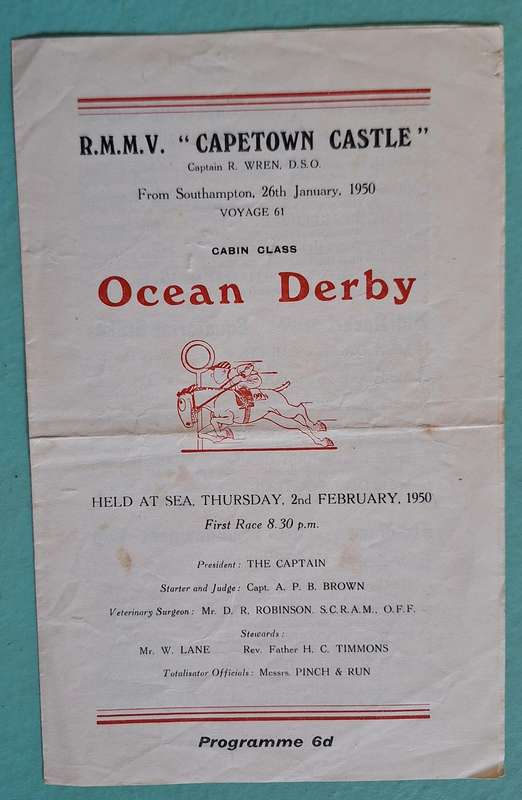 R.M.M.V. "CAPETOWN CASTLE"
Captain R. WREN, D.S.O.
From Southampton, 26th January, 1950
VOYAGE 61
CABIN CLASS
Ocean Derby
HELD AT SEA, THURSDAY, 2nd FEBRUARY, 1950
First Race 8.30 p.m.
President: THE CAPTAIN
Starter and Judge: Capt. A. P. B. BROWN
Veterinary Surgeon: Mr. D. R. ROBINSON. S.C.R.A.M., O.F.F.
Stewards:
Mr. W. LANE Rev. Father H. C. TIMMONS
Totalisator Officials: Messrs. PINCH & RUN
Programme 6d